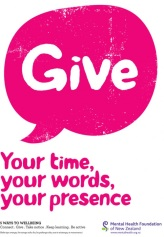 Give
Your time,
your words,
your presence
5 WAYS TO WELLBEING
Connect . Give . Take notice . Keep learning . Be active
Mental Health Foundation
of New Zealand